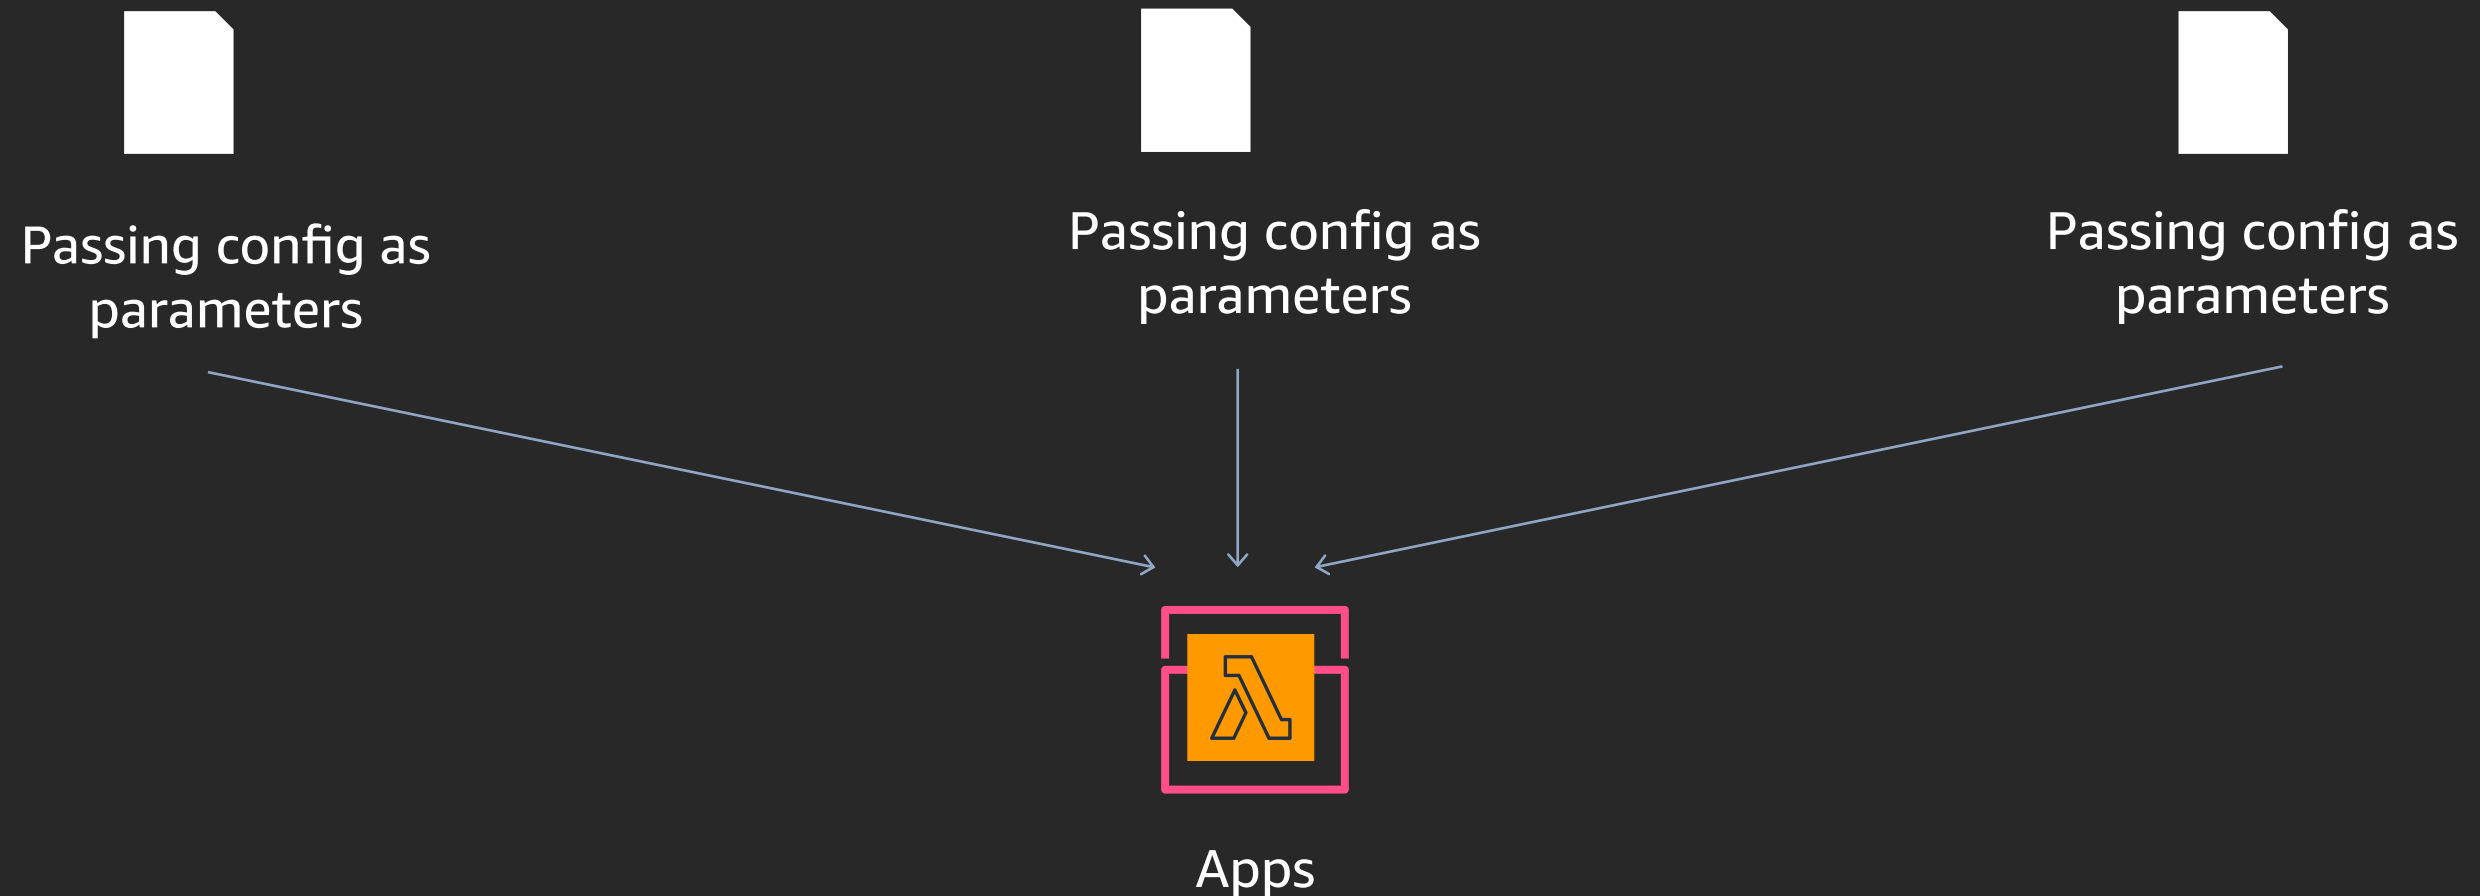 Passing config as
parameters
Passing config as
parameters
Passing config as
parameters
Apps